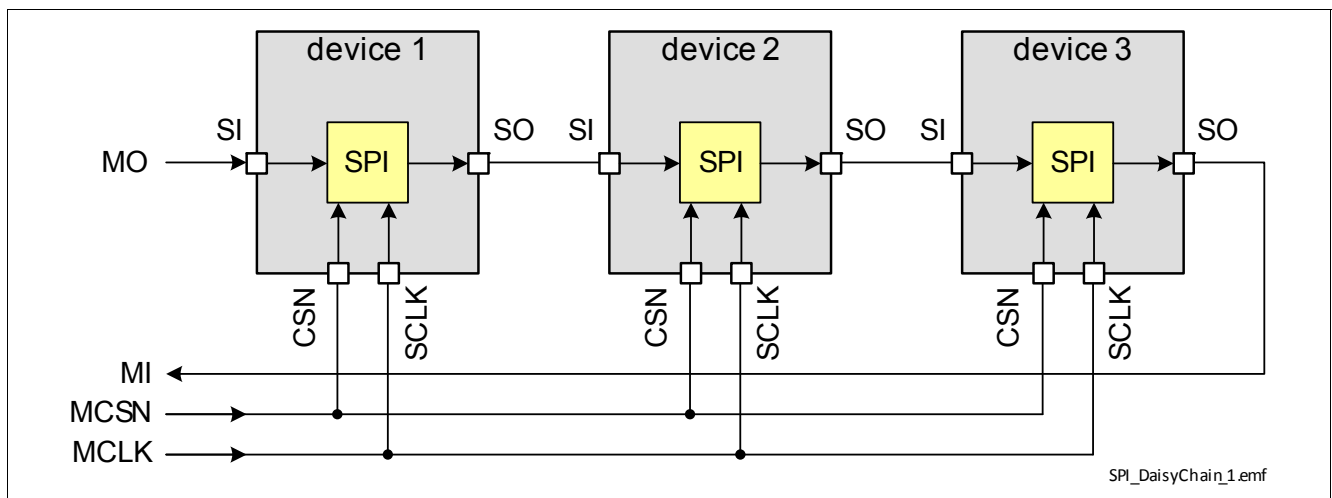 device 1 device 2 device 3
SI SO SI SO SI SO
MO SPI SPI SPI
CSN SCLK CSN SCLK CSN SCLK
MI
MCSN
MCLK
SPI_DaisyChain_1.emf